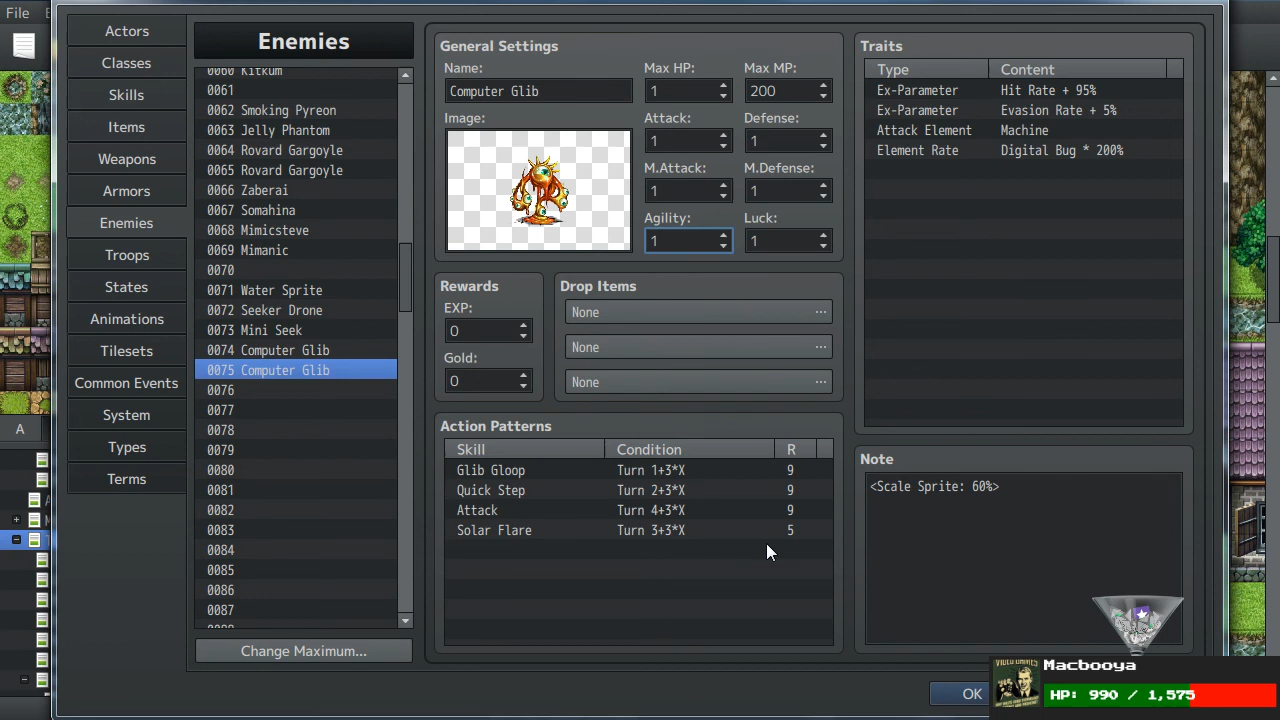 File
Actors
Classes
Skills
Items
Weapons
Armors
Enemies
Troops
States
Animations
Tilesets
Common Events
System
Types
Terms
A
Enemies
0060 Kitkum
0061
0062 Smoking Pyreon
0063 Jelly Phantom
0064 Rovard Gargoyle
0065 Rovard Gargoyle
0066 Zaberai
0067 Somahina
0068 Mimicsteve
0069 Mimanic
0070
0071 Water Sprite
0072 Seeker Drone
0073 Mini Seek
0074 Computer Glib
0075 Computer Glib
0076
0077
0078
0079
0080
0081
0082
0083
0084
0085
0086
0087
Change Maximum...
General Settings
Name:
Computer Glib
Image:
Max HP: Max MP:
1 200
Attack: Defense:
1 1
M.Attack: M.Defense:
1 1
Agility: Luck:
1 1
Rewards
EXP:
0
Gold:
0
Drop Items
None ...
None ...
None ...
Action Patterns
Skill Condition R
Glib Gloop Turn 1+3*X 9
Quick Step Turn 2+3*X 9
Attack Turn 4+3*X 9
Solar Flare Turn 3+3*X 5
Traits
Type Content
Ex-Parameter Hit Rate + 95%
Ex-Parameter Evasion Rate + 5%
Attack Element Machine
Element Rate Digital Bug * 200%
Note
<Scale Sprite: 60%>
OK
Macbooya
HP: 990 / 1,575